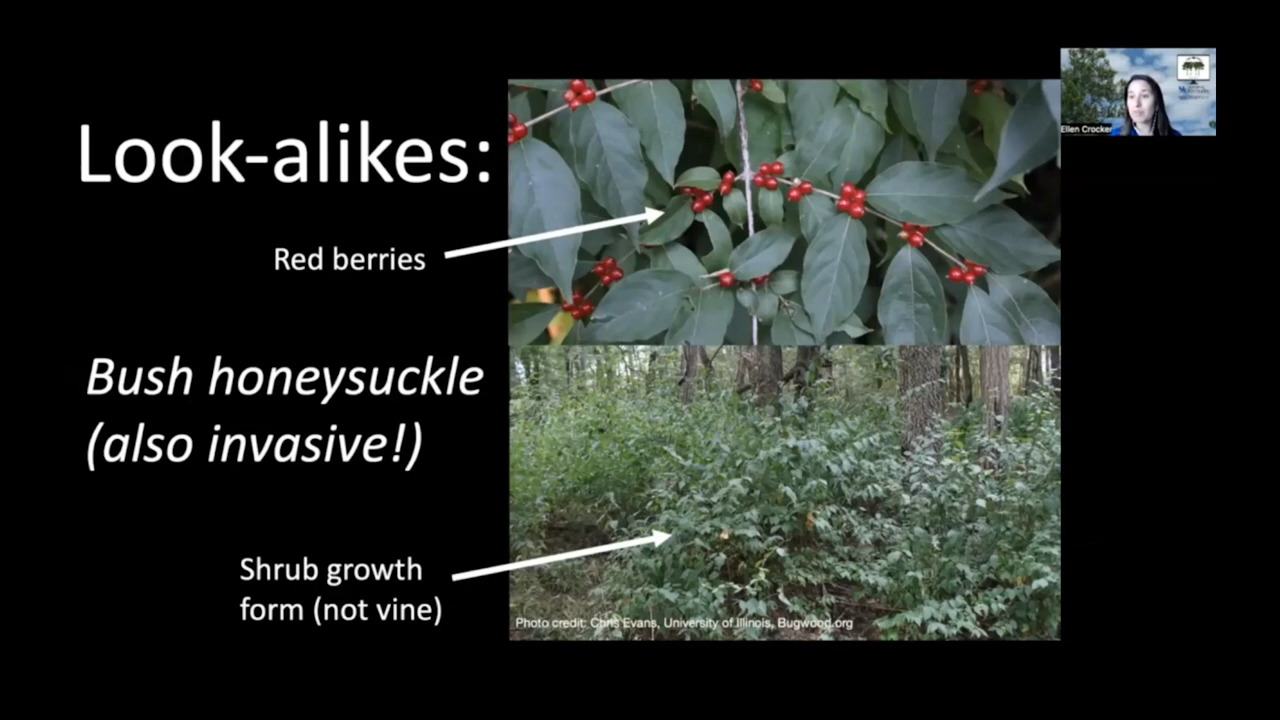 Look-alikes:
Red berries
Bush honeysuckle
(also invasive!)
Shrub growth
form (not vine)
Photo credit: Chris Evans, University of Illinois, Bugwood.org
Ellen Crocker